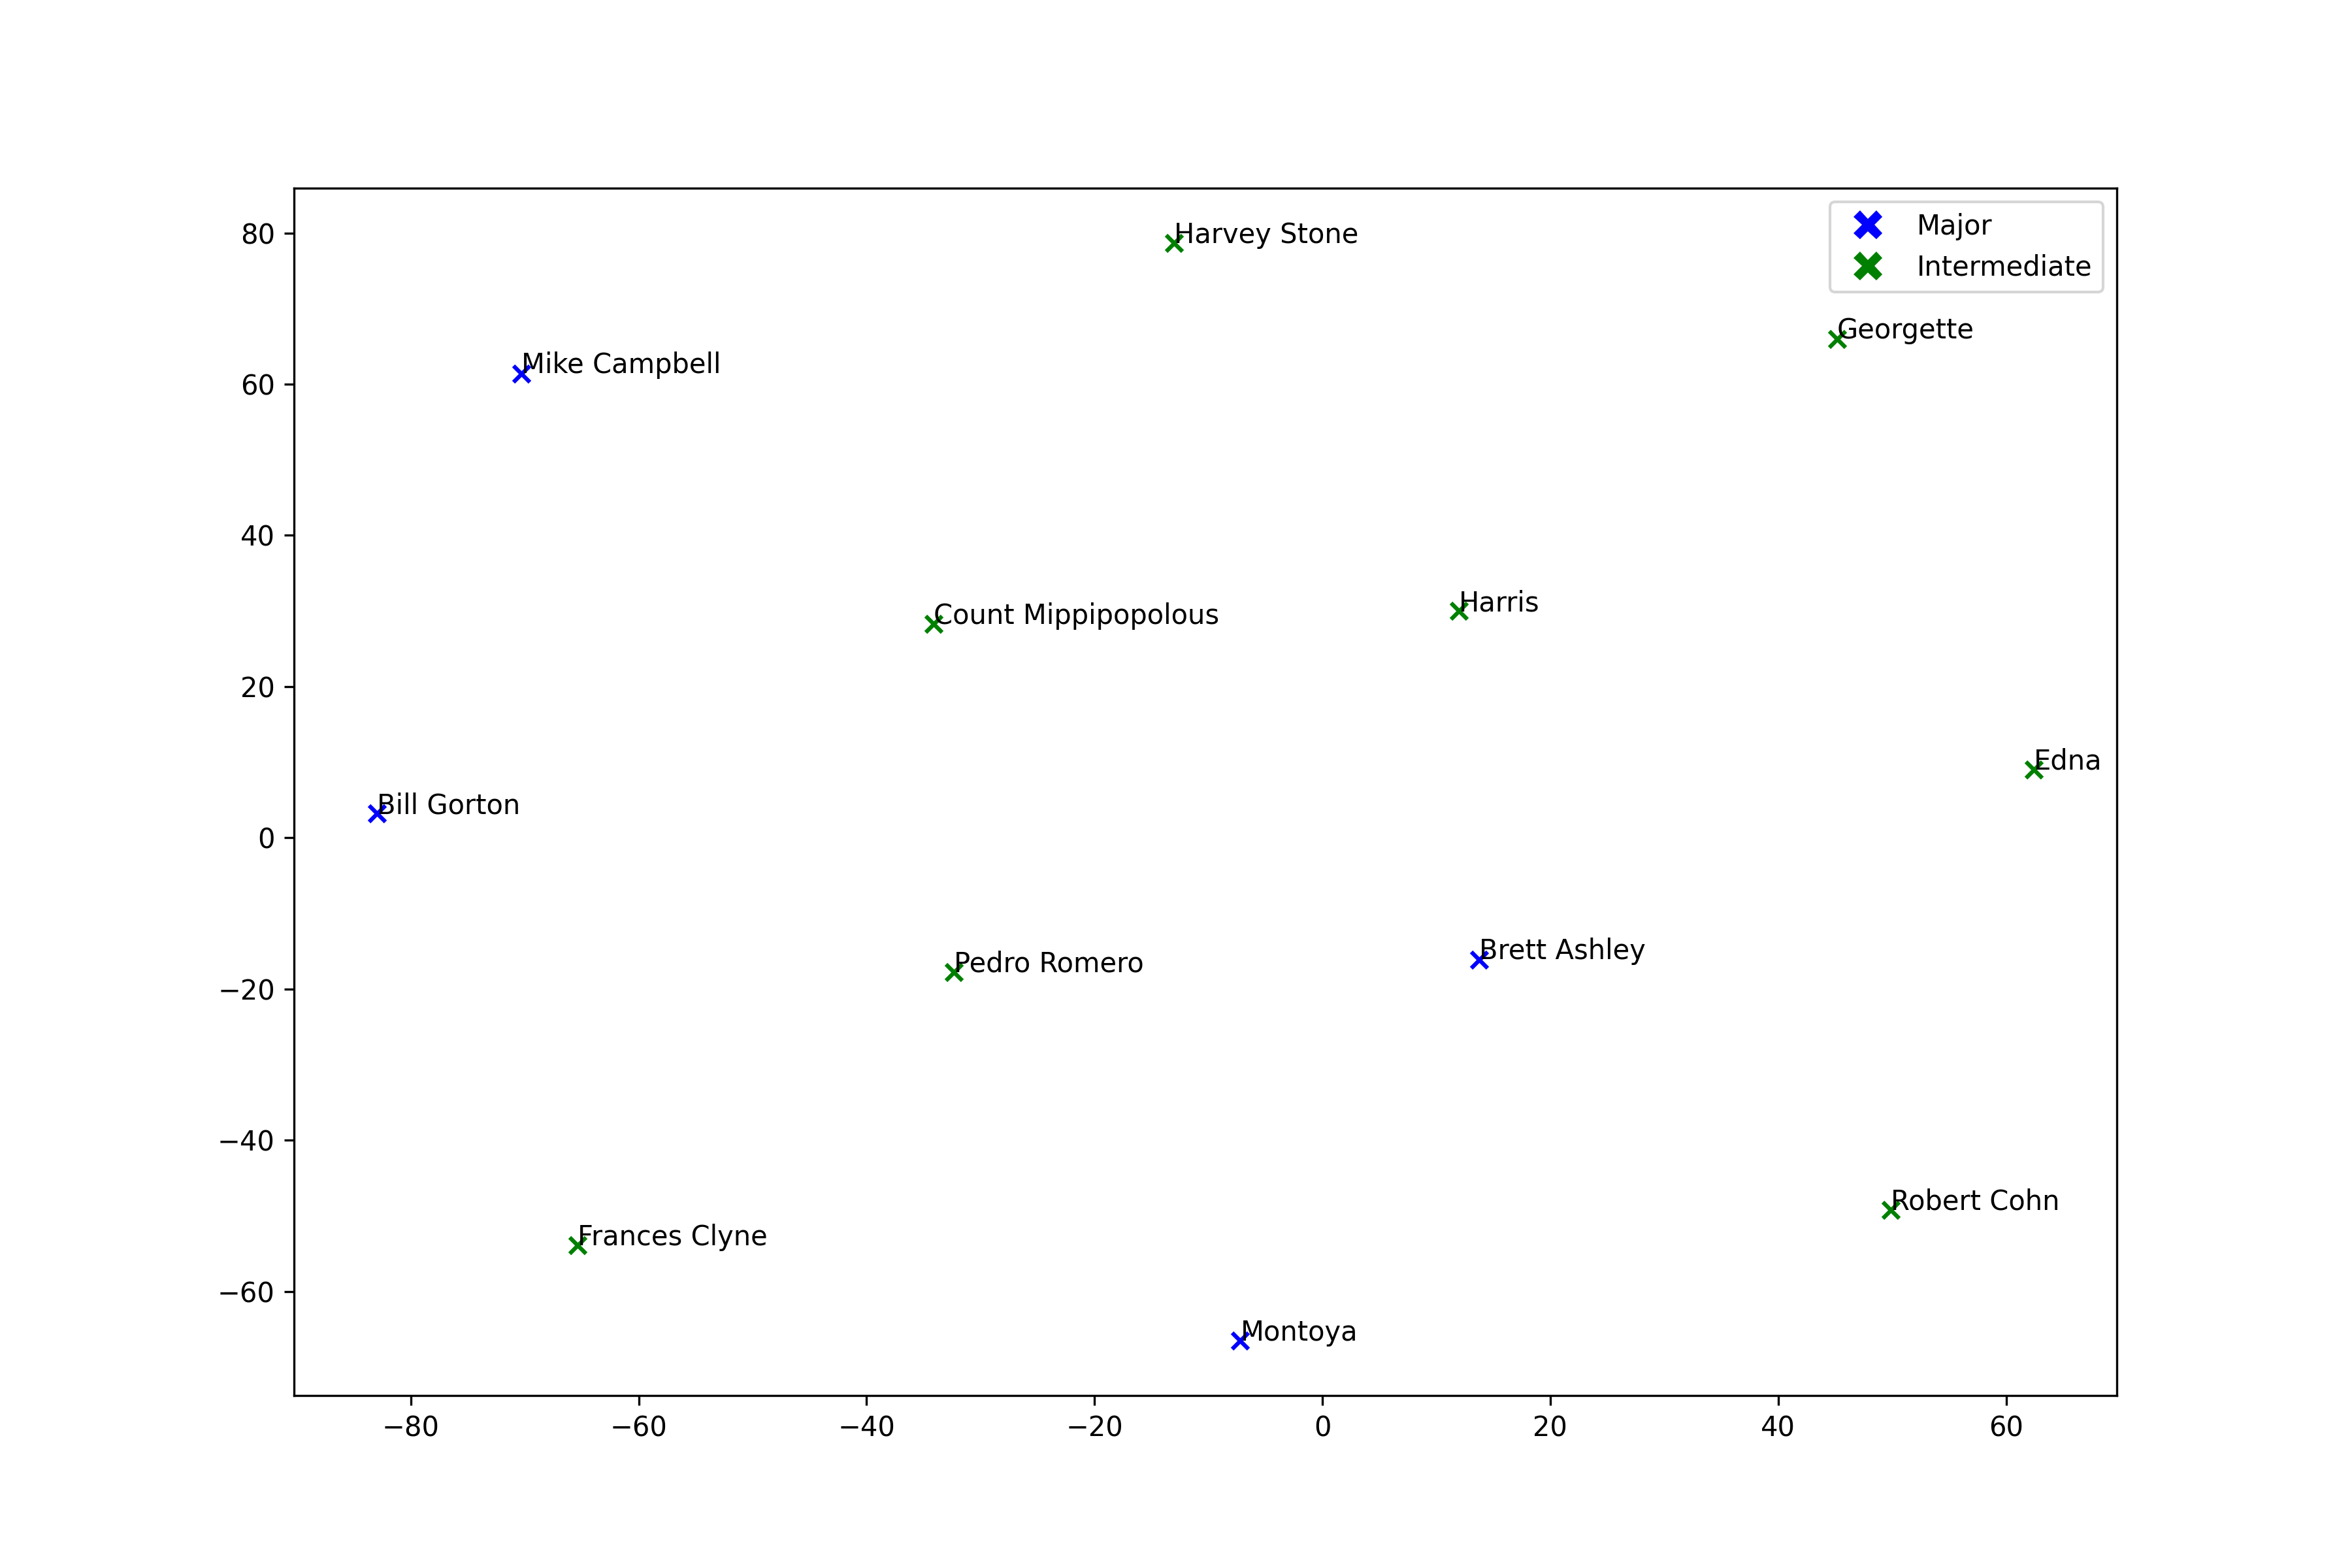 Major
Intermediate
80
Harvey Stone
Georgette
Mike Campbell
60
40
Harris
Count Mippipopolous
20
Edna
Bill Gorton
0
Brett Ashley
Pedro Romero
−20
−40
Robert Cohn
Frances Clyne
−60
Montoya
−80 −60 −40 −20 0 20 40 60